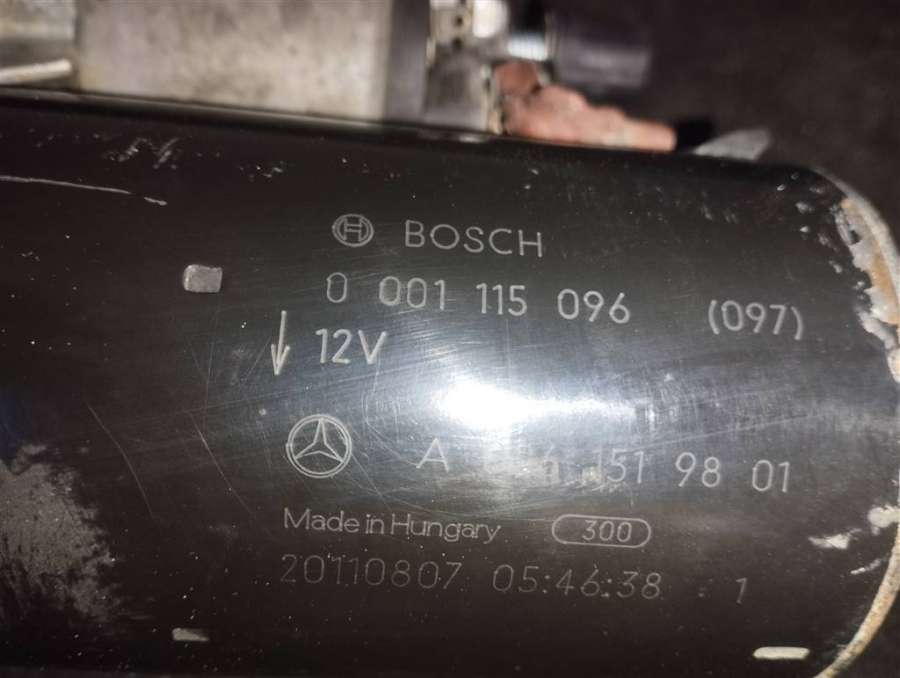 BOSCH
0 001 115 096 (097)
12V
A 151 98 01
Made in Hungary 300
20110807 05:46:38 1